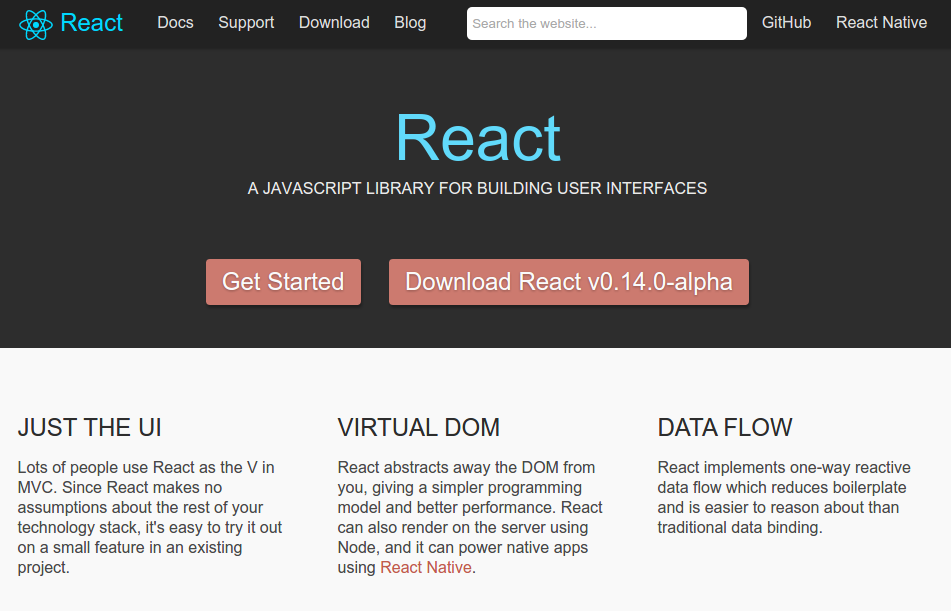 React Docs Support Download Blog Search the website... GitHub React Native
React
A JAVASCRIPT LIBRARY FOR BUILDING USER INTERFACES
Get Started Download React v0.14.0-alpha
JUST THE UI
Lots of people use React as the V in
MVC. Since React makes no
assumptions about the rest of your
technology stack, it's easy to try it out
on a small feature in an existing
project.
VIRTUAL DOM
React abstracts away the DOM from
you, giving a simpler programming
model and better performance. React
can also render on the server using
Node, and it can power native apps
using React Native.
DATA FLOW
React implements one-way reactive
data flow which reduces boilerplate
and is easier to reason about than
traditional data binding.